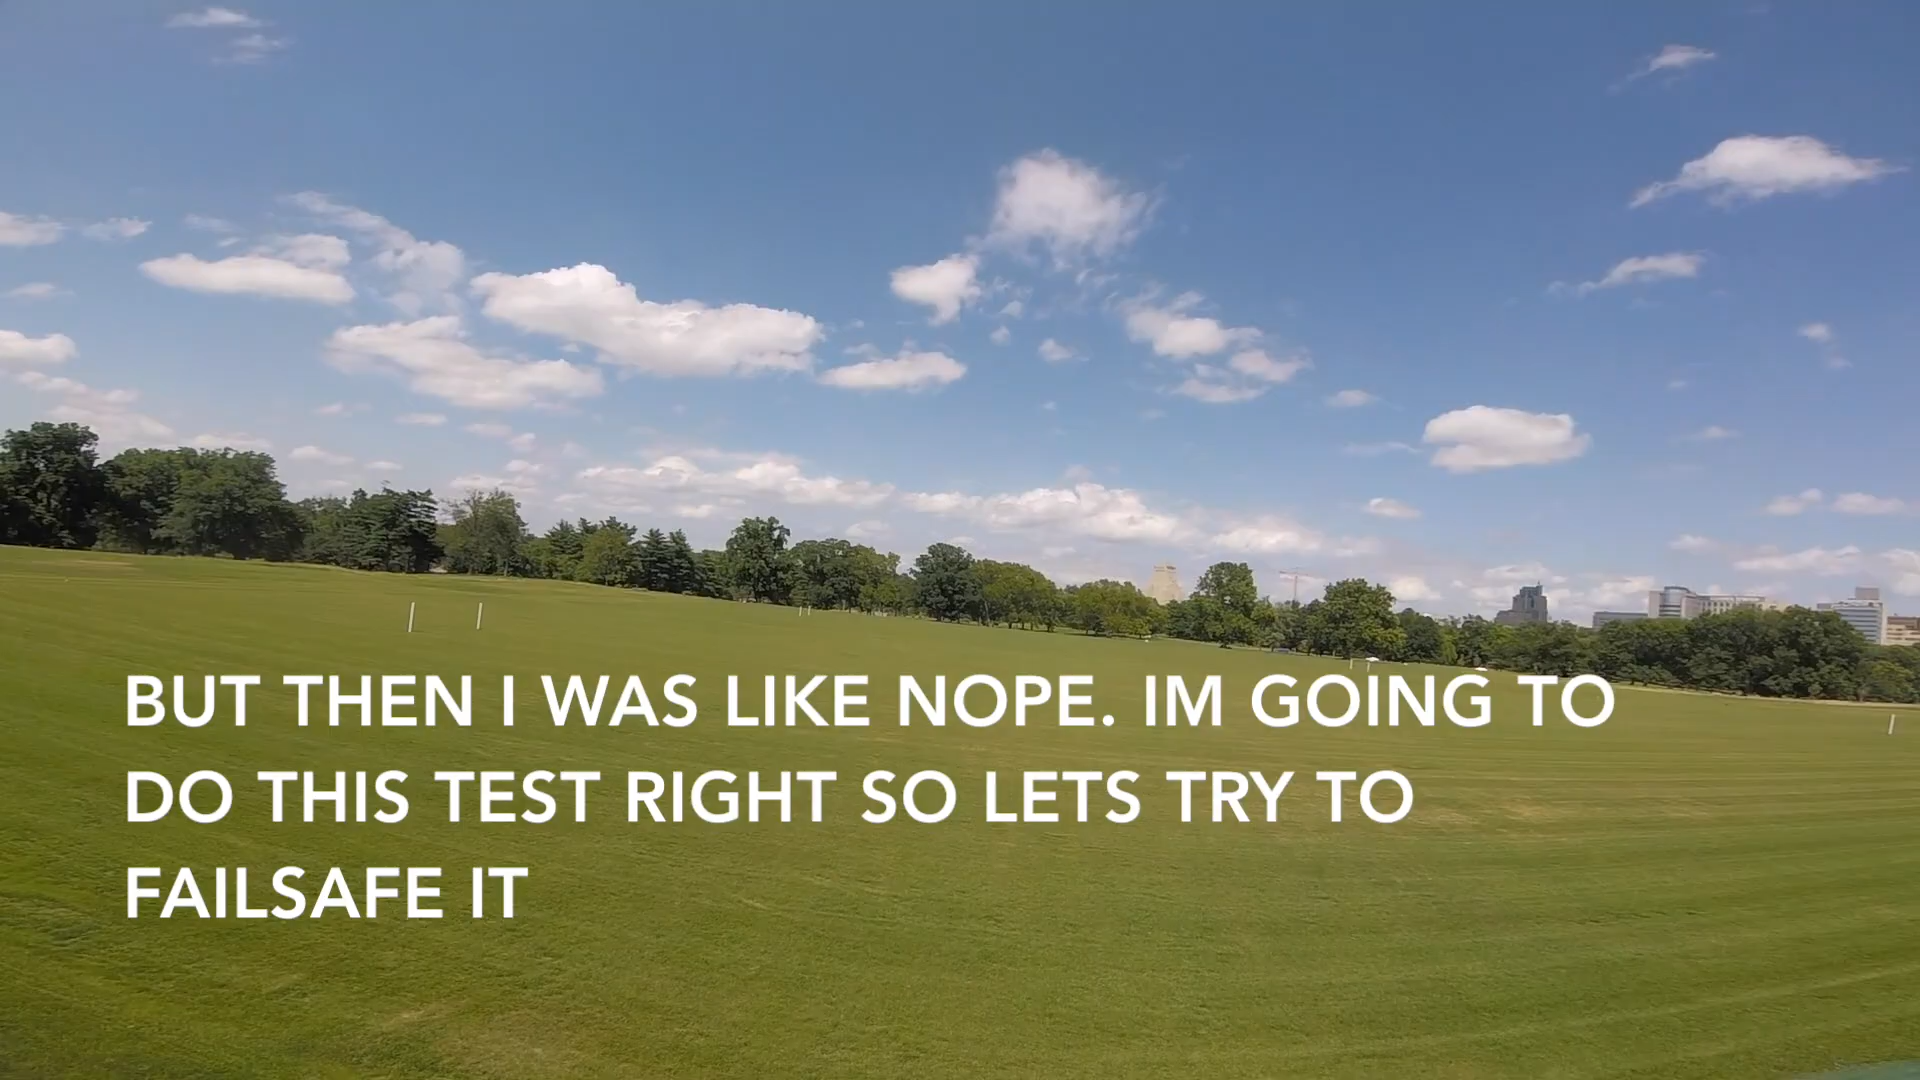 BUT THEN I WAS LIKE NOPE. IM GOING TO
DO THIS TEST RIGHT SO LETS TRY TO
FAILSAFE IT